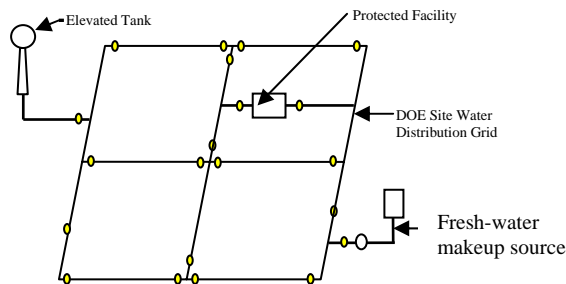 Elevated Tank
Protected Facility
DOE Site Water
Distribution Grid
Fresh-water
makeup source